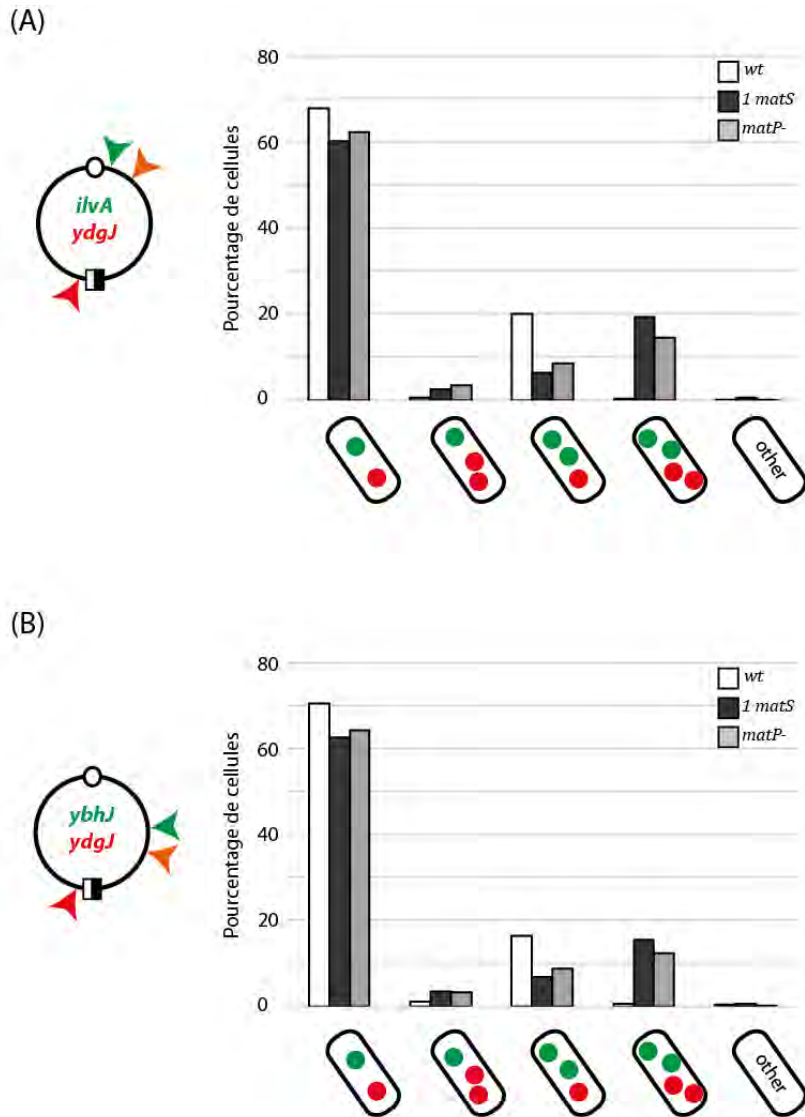 (A)
80
60
40
20
0
Pourcentage de cellules
wt
1 matS
matP-
ilvA
ydgJ
other
(B)
80
60
40
20
0
Pourcentage de cellules
wt
1 matS
matP-
ybhJ
ydgJ
other